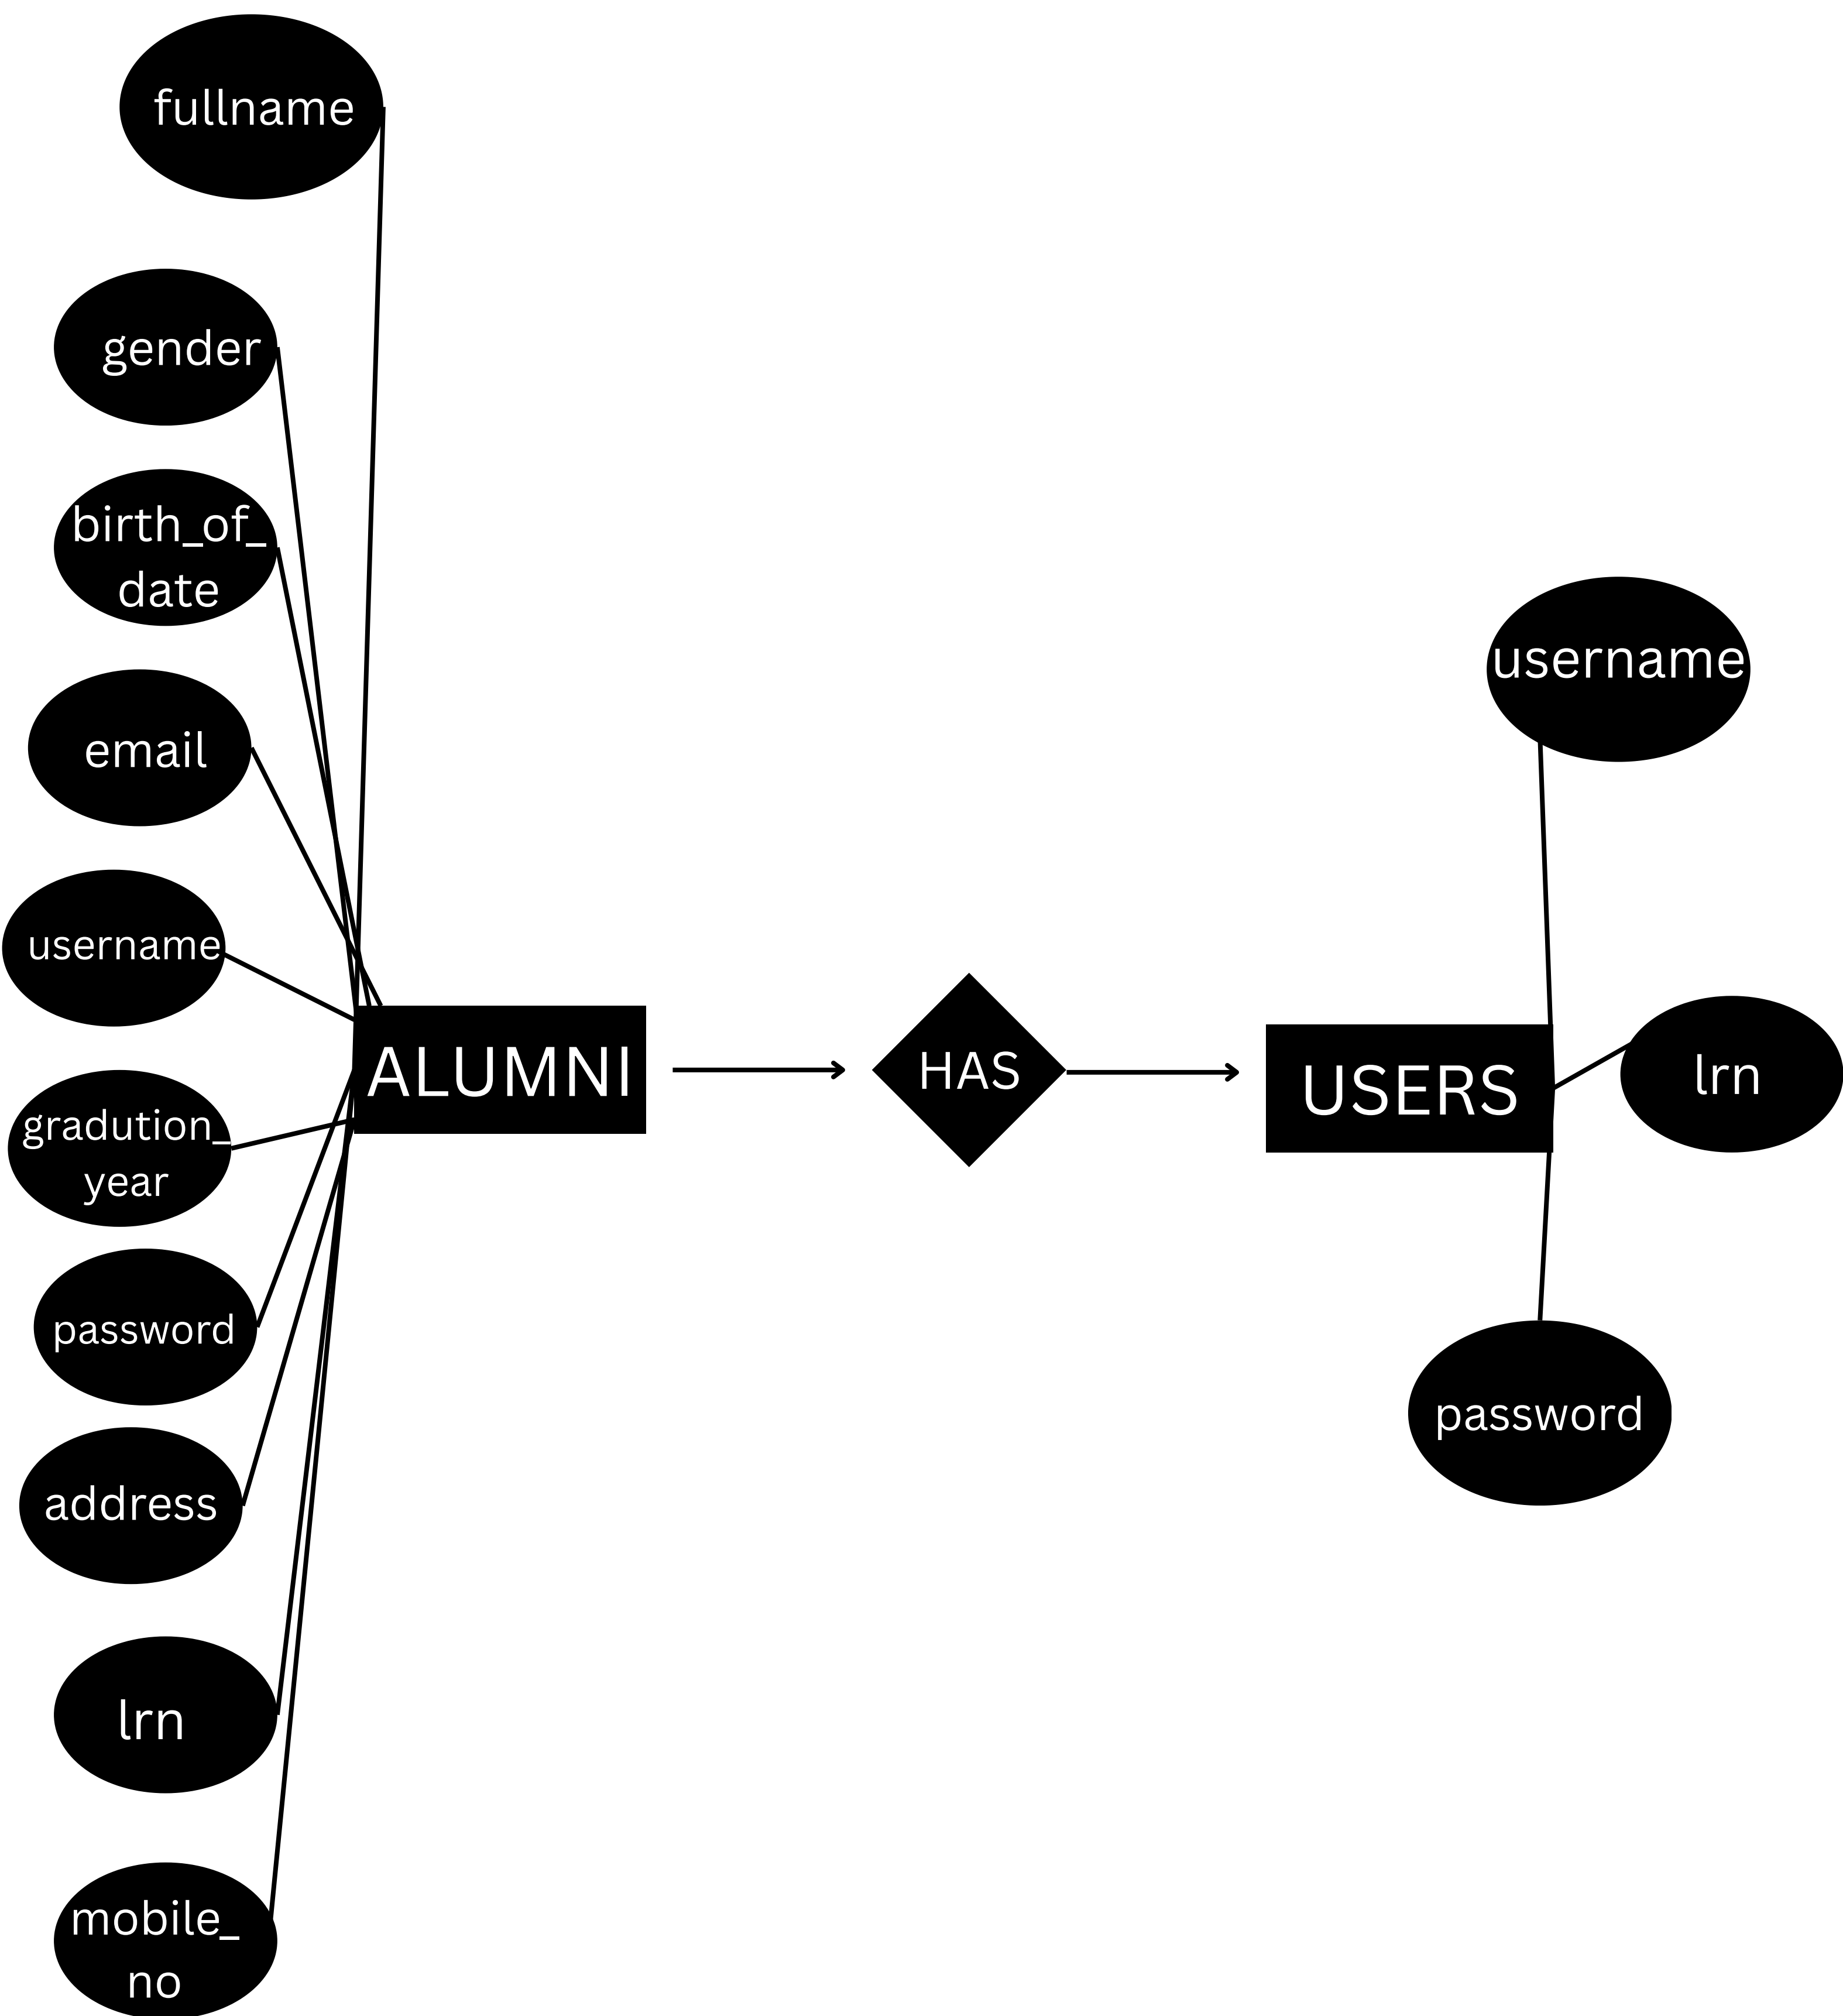 fullname
gender
birth_of_
date
email
username
gradution_
year
password
address
lrn
mobile_
no
ALUMNI
HAS
USERS
username
lrn
password